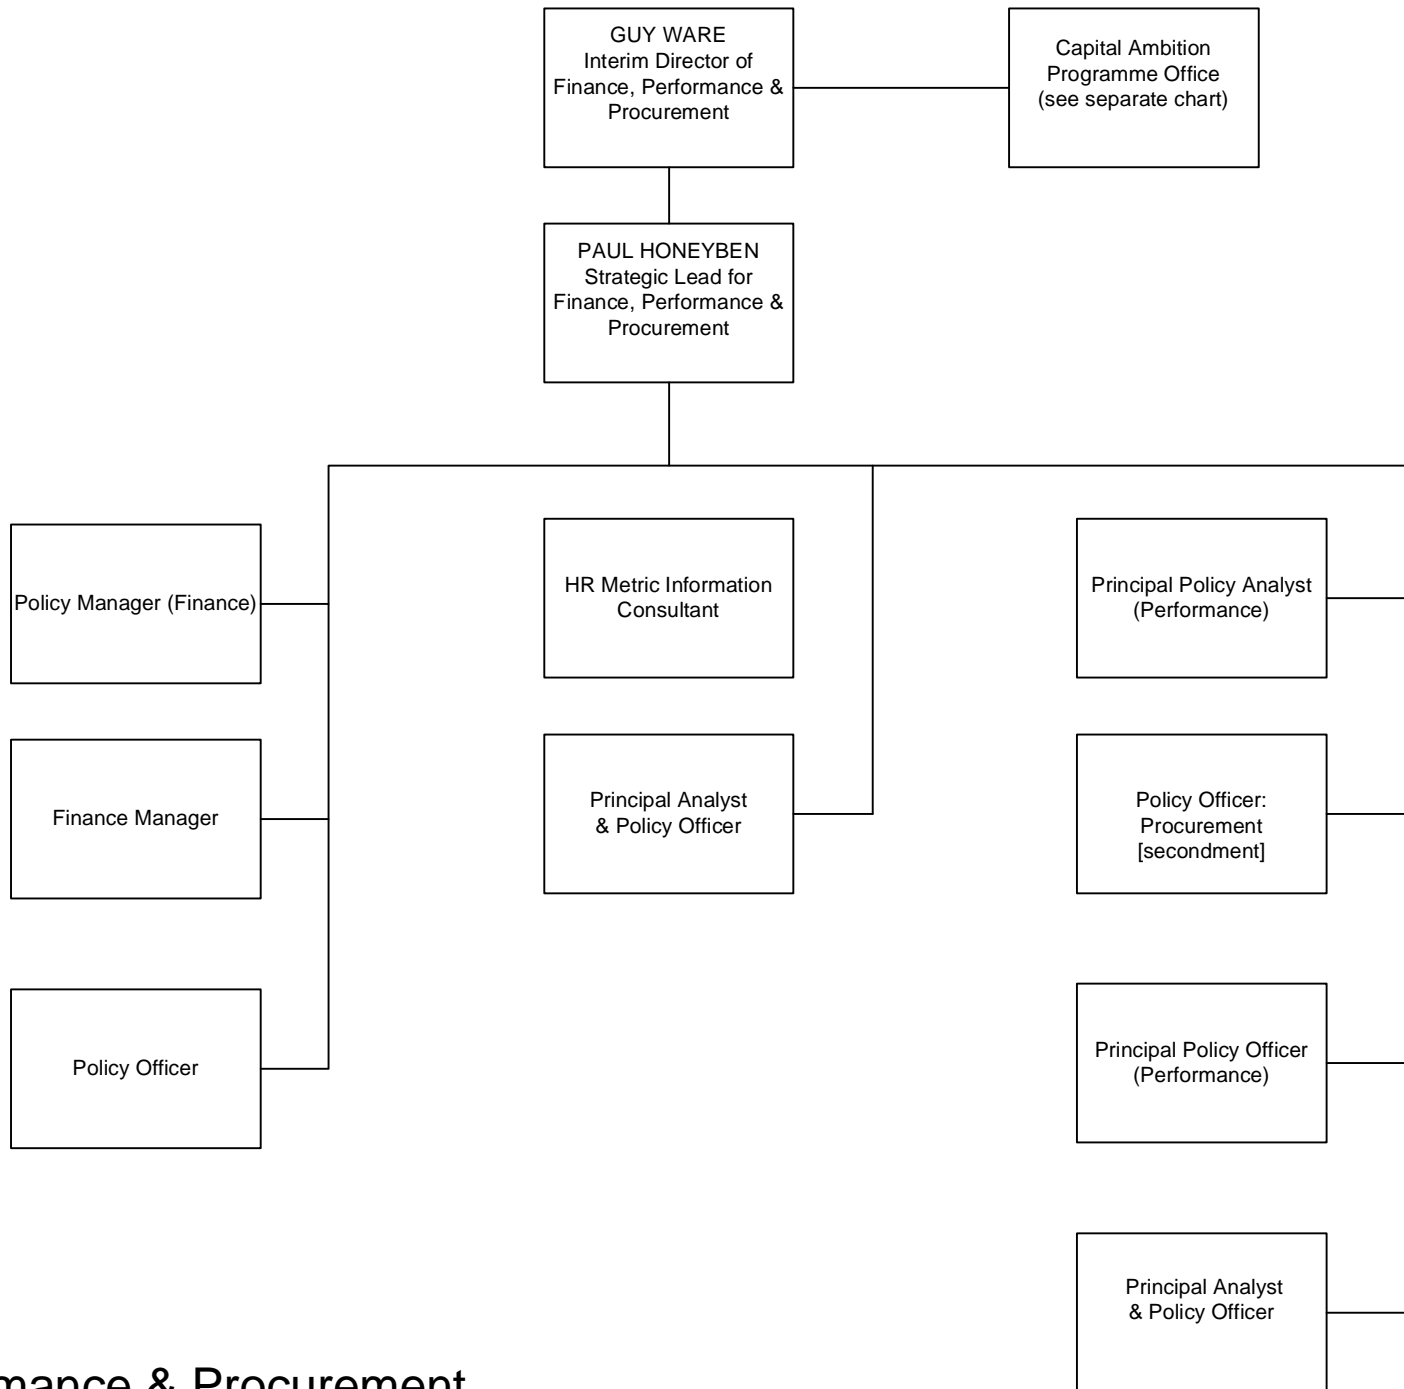 GUY WARE
Interim Director of
Finance, Performance &
Procurement
Capital Ambition
Programme Office
(see separate chart)
PAUL HONEYBEN
Strategic Lead for
Finance, Performance &
Procurement
Policy Manager (Finance)
HR Metric Information
Consultant
Principal Policy Analyst
(Performance)
Finance Manager
Principal Analyst
& Policy Officer
Policy Officer:
Procurement
[secondment]
Policy Officer
Principal Policy Officer
(Performance)
Principal Analyst
& Policy Officer
mance & Procurement